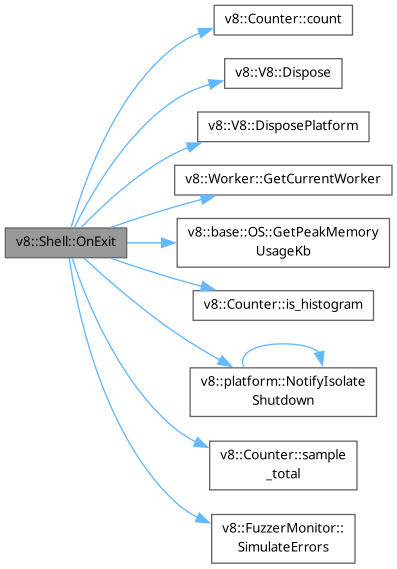 v8::Counter::count
v8::V8::Dispose
v8::V8::DisposePlatform
v8::Worker::GetCurrentWorker
v8::Shell::OnExit
v8::base::OS::GetPeakMemory
UsageKb
v8::Counter::is_histogram
v8::platform::NotifyIsolate
Shutdown
v8::Counter::sample
_total
v8::FuzzerMonitor::
SimulateErrors